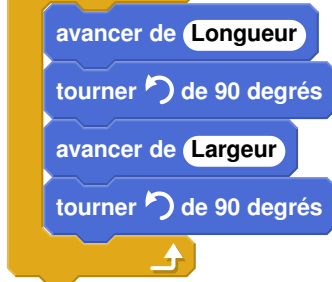 avancer de Longueur
tourner de 90 degrés
avancer de Largeur
tourner de 90 degrés